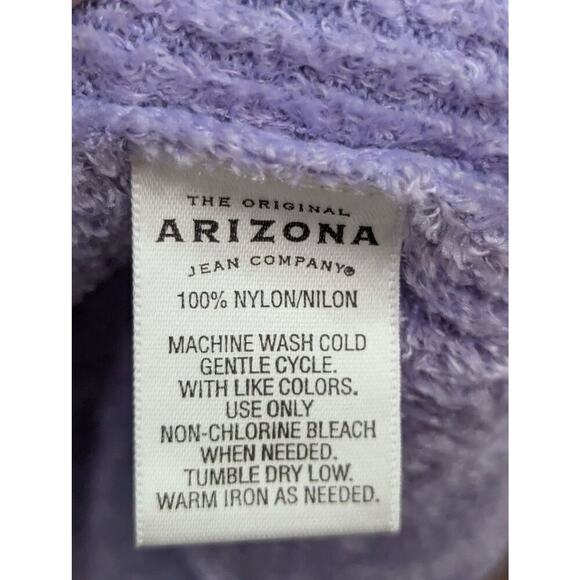 THE ORIGINAL
ARIZONA
JEAN COMPANY®
100% NYLON/NILON
MACHINE WASH COLD
GENTLE CYCLE.
WITH LIKE COLORS.
USE ONLY
NON-CHLORINE BLEACH
WHEN NEEDED.
TUMBLE DRY LOW.
WARM IRON AS NEEDED.